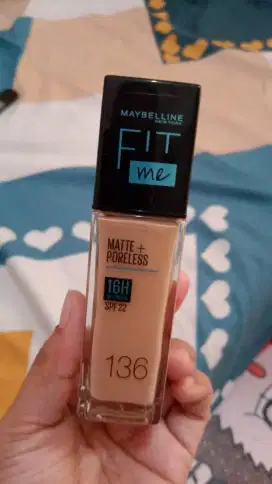 MAYBELLINE
NEW YORK
FIT
me
MATTE +
PORELESS
16H
SPF 22
136